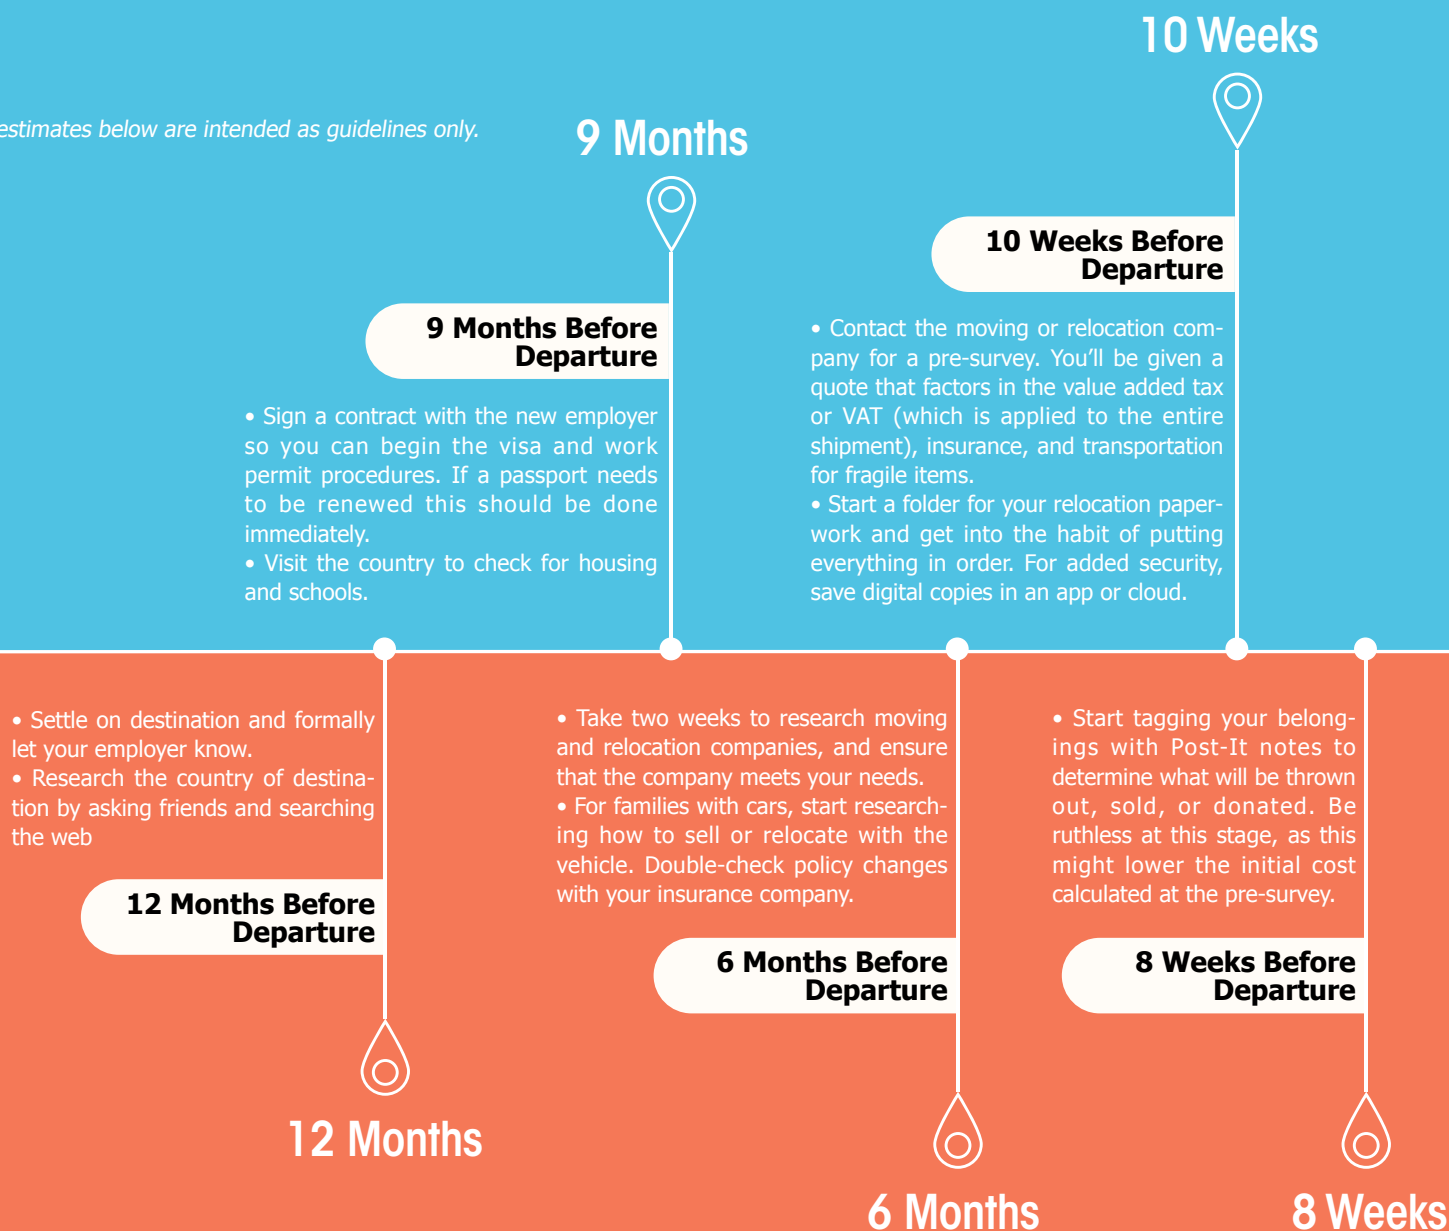 estimates below are intended as guidelines only.
10 Weeks
9 Months
10 Weeks Before
Departure
• Contact the moving or relocation com-
pany for a pre-survey. You’ll be given a
quote that factors in the value added tax
or VAT (which is applied to the entire
shipment), insurance, and transportation
for fragile items.
• Start a folder for your relocation paper-
work and get into the habit of putting
everything in order. For added security,
save digital copies in an app or cloud.
9 Months Before
Departure
• Sign a contract with the new employer
so you can begin the visa and work
permit procedures. If a passport needs
to be renewed this should be done
immediately.
• Visit the country to check for housing
and schools.
• Settle on destination and formally
let your employer know.
• Research the country of destina-
tion by asking friends and searching
the web
12 Months Before
Departure
12 Months
• Take two weeks to research moving
and relocation companies, and ensure
that the company meets your needs.
• For families with cars, start research-
ing how to sell or relocate with the
vehicle. Double-check policy changes
with your insurance company.
6 Months Before
Departure
6 Months
• Start tagging your belong-
ings with Post-It notes to
determine what will be thrown
out, sold, or donated. Be
ruthless at this stage, as this
might lower the initial cost
calculated at the pre-survey.
8 Weeks Before
Departure
8 Weeks